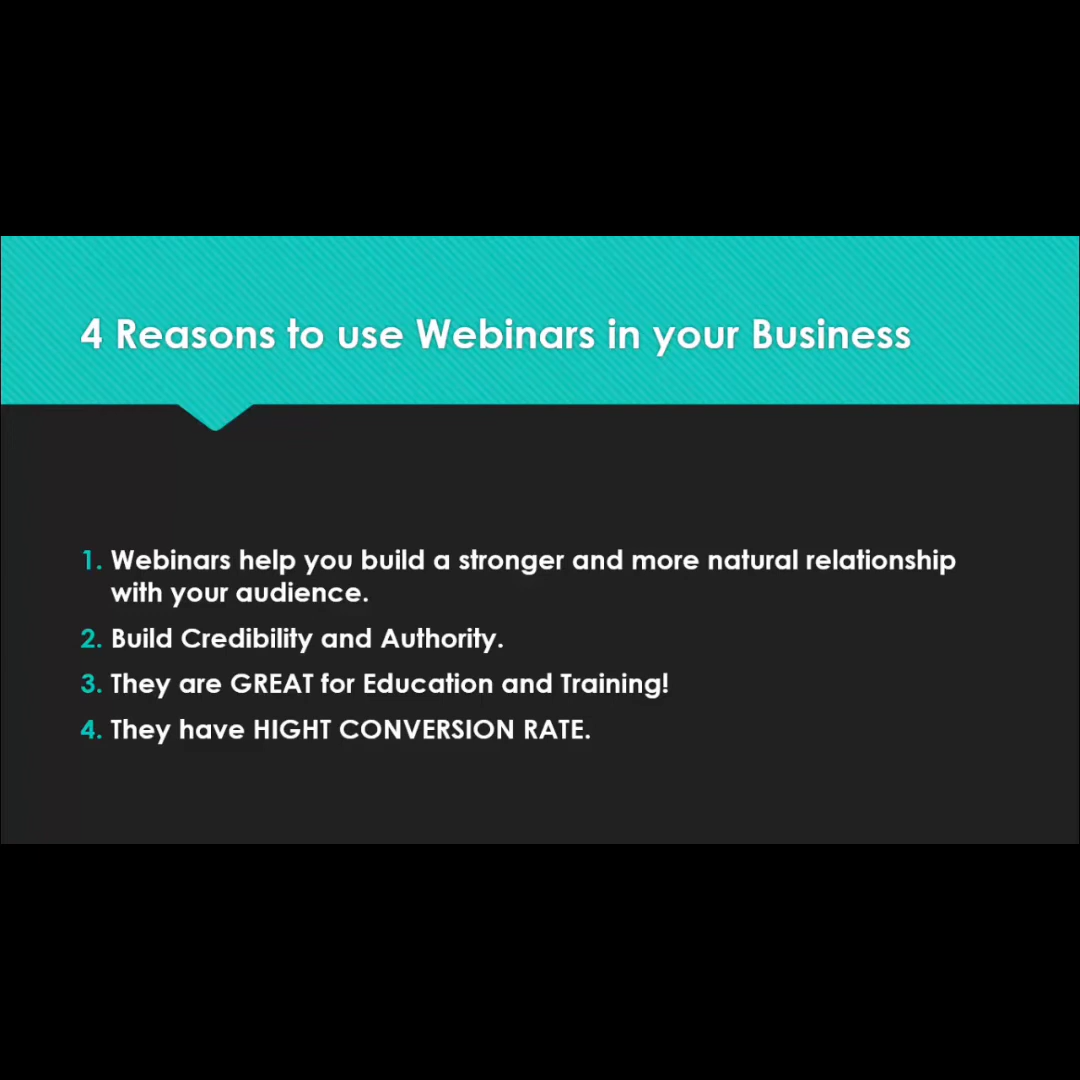 4 Reasons to use Webinars in your Business
1. Webinars help you build a stronger and more natural relationship
with your audience.
2. Build Credibility and Authority.
3. They are GREAT for Education and Training!
4. They have HIGHT CONVERSION RATE.